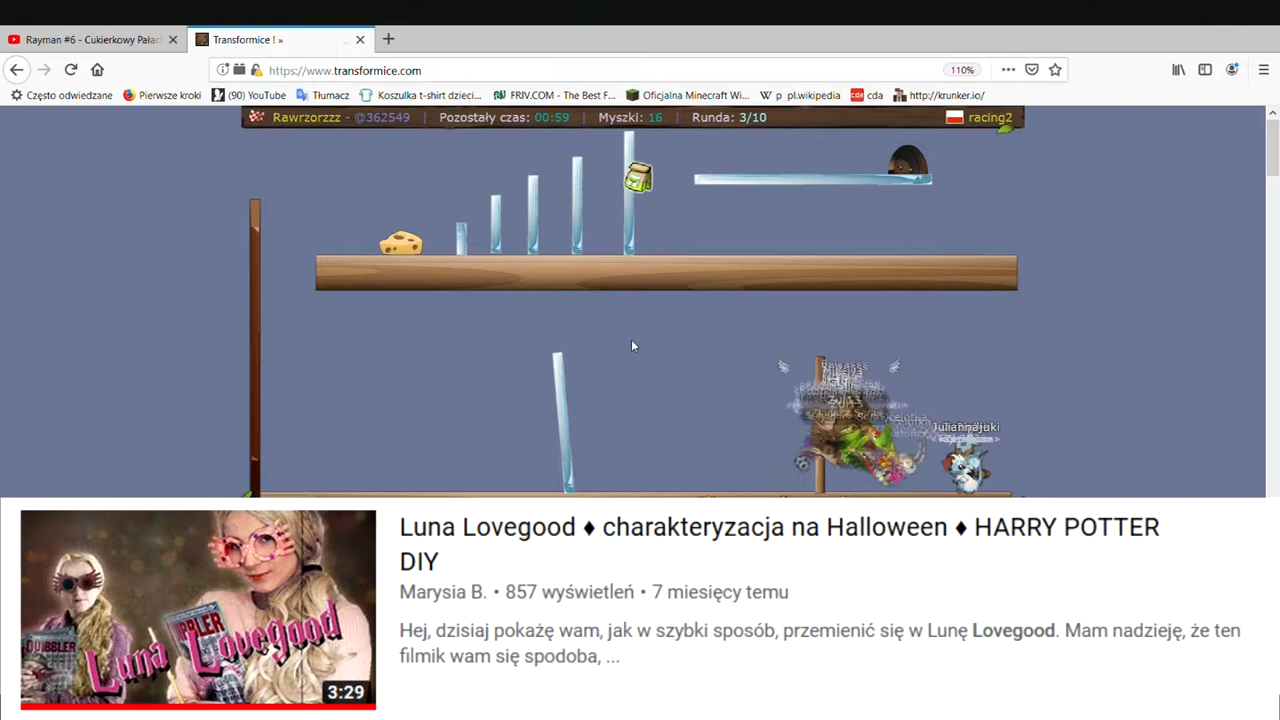 Rayman #6 - Cukierkowy Pałac
Transformice ! »
https://www.transformice.com
110%
Często odwiedzane
Pierwsze kroki
(90) YouTube
Tłumacz
Koszulka t-shirt dzieci...
FRIV.COM - The Best F...
Oficjalna Minecraft Wi...
pl.wikipedia
cda
http://krunker.io/
Rawrzorzzz - @362549 | Pozostały czas: 00:59 | Myszki: 16 | Runda: 3/10
racing2
Luna Lovegood ♦ charakteryzacja na Halloween ♦ HARRY POTTER
DIY
Marysia B. • 857 wyświetleń • 7 miesięcy temu
Hej, dzisiaj pokażę wam, jak w szybki sposób, przemienić się w Lunę Lovegood. Mam nadzieję, że ten
filmik wam się spodoba, ...
Luna Lovegood
3:29